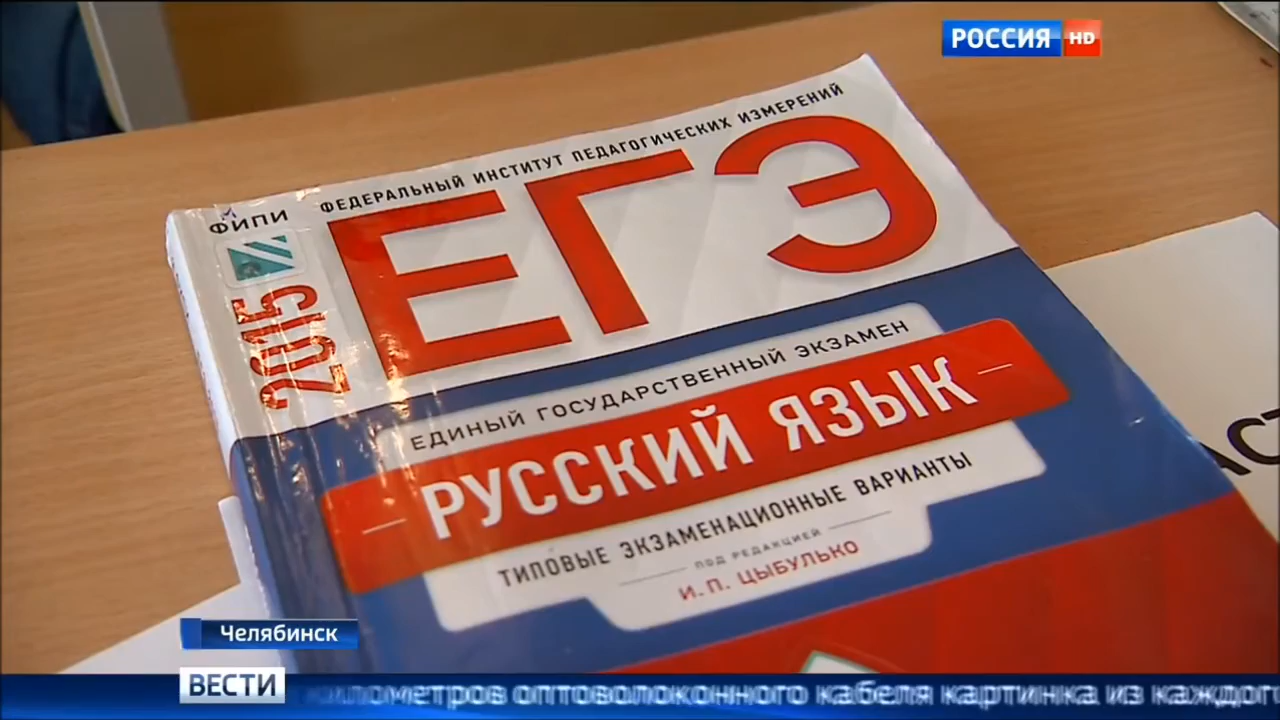 РОССИЯ HD
ФИПИ
ФЕДЕРАЛЬНЫЙ ИНСТИТУТ ПЕДАГОГИЧЕСКИХ ИЗМЕРЕНИЙ
ЕГЭ
2015
ЕДИНЫЙ ГОСУДАРСТВЕННЫЙ ЭКЗАМЕН
РУССКИЙ ЯЗЫК
ТИПОВЫЕ ЭКЗАМЕНАЦИОННЫЕ ВАРИАНТЫ
ПОД РЕДАКЦИЕЙ
И. П. ЦЫБУЛЬКО
Челябинск
ВЕСТИ
километров оптоволоконного кабеля картинка из каждого